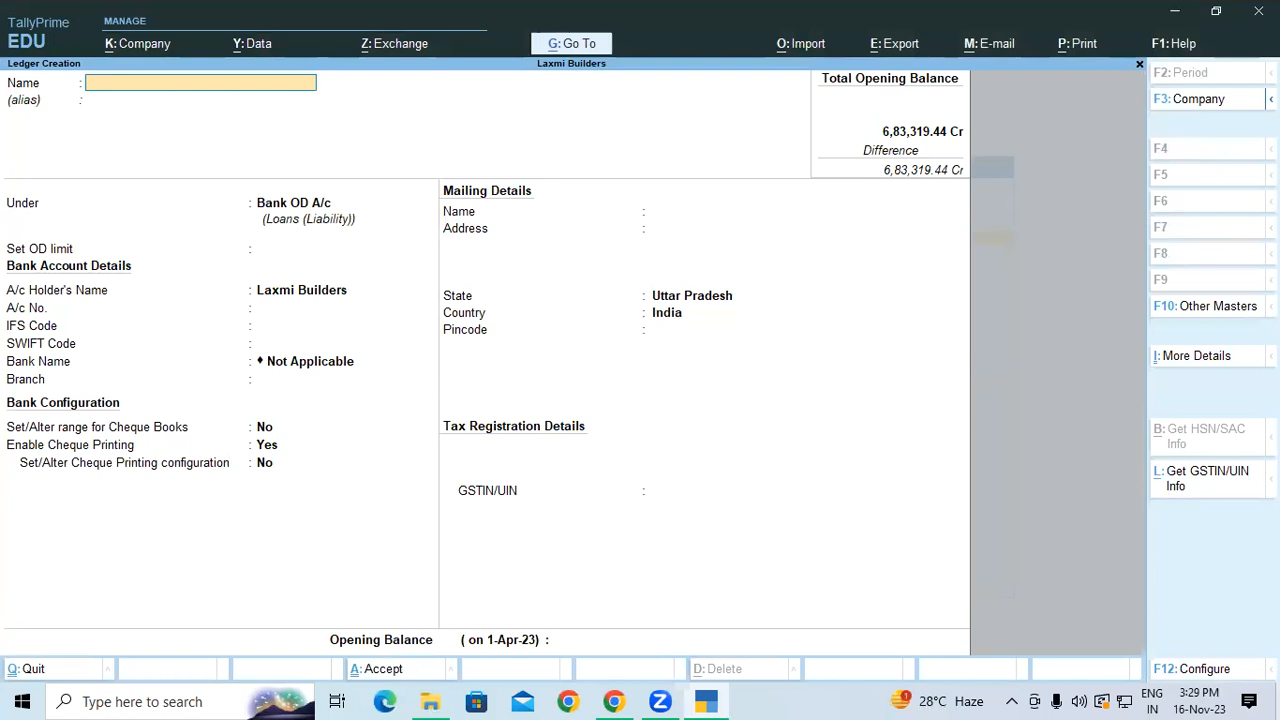 TallyPrime
EDU
MANAGE
K: Company
Y: Data
Z: Exchange
G: Go To
O: Import
E: Export
M: E-mail
P: Print
F1: Help
Ledger Creation
Laxmi Builders
Name :
(alias) :
Total Opening Balance
6,83,319.44 Cr
Difference
6,83,319.44 Cr
Under : Bank OD A/c
(Loans (Liability))
Set OD limit :
Bank Account Details
A/c Holder's Name : Laxmi Builders
A/c No. :
IFS Code :
SWIFT Code :
Bank Name : ♦ Not Applicable
Branch :
Bank Configuration
Set/Alter range for Cheque Books : No
Enable Cheque Printing : Yes
Set/Alter Cheque Printing configuration : No
Mailing Details
Name :
Address :
State : Uttar Pradesh
Country : India
Pincode :
Tax Registration Details
GSTIN/UIN :
Opening Balance ( on 1-Apr-23) :
F2: Period
F3: Company
F4
F5
F6
F7
F8
F9
F10: Other Masters
I: More Details
B: Get HSN/SAC
Info
L: Get GSTIN/UIN
Info
F12: Configure
Q: Quit
A: Accept
D: Delete
Type here to search
1
28°C Haze
ENG
IN
3:29 PM
16-Nov-23